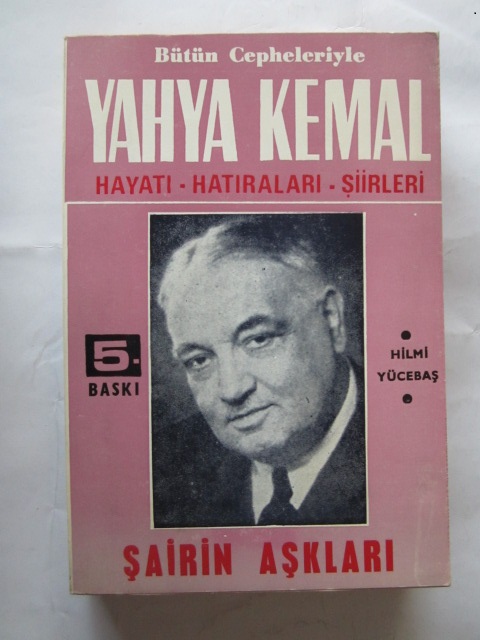 Bütün Cepheleriyle
YAHYA KEMAL
HAYATI - HATIRALARI - ŞİİRLERİ
5.
BASKI
HİLMİ
YÜCEBAŞ
ŞAİRİN AŞKLARI